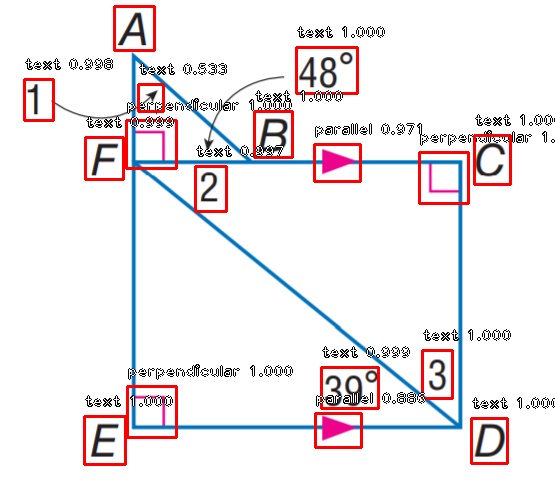 A
text 1.000
text 0.998
text 0.533
48°
1
text 1.000
perpendicular 1.000
text 0.999
B
parallel 0.971
text 1.00
perpendicular 1.
F
text 0.997
C
2
text 1.000
text 0.999
perpendicular 1.000
3
39°
text 1.000
parallel 0.886
text 1.000
E
D